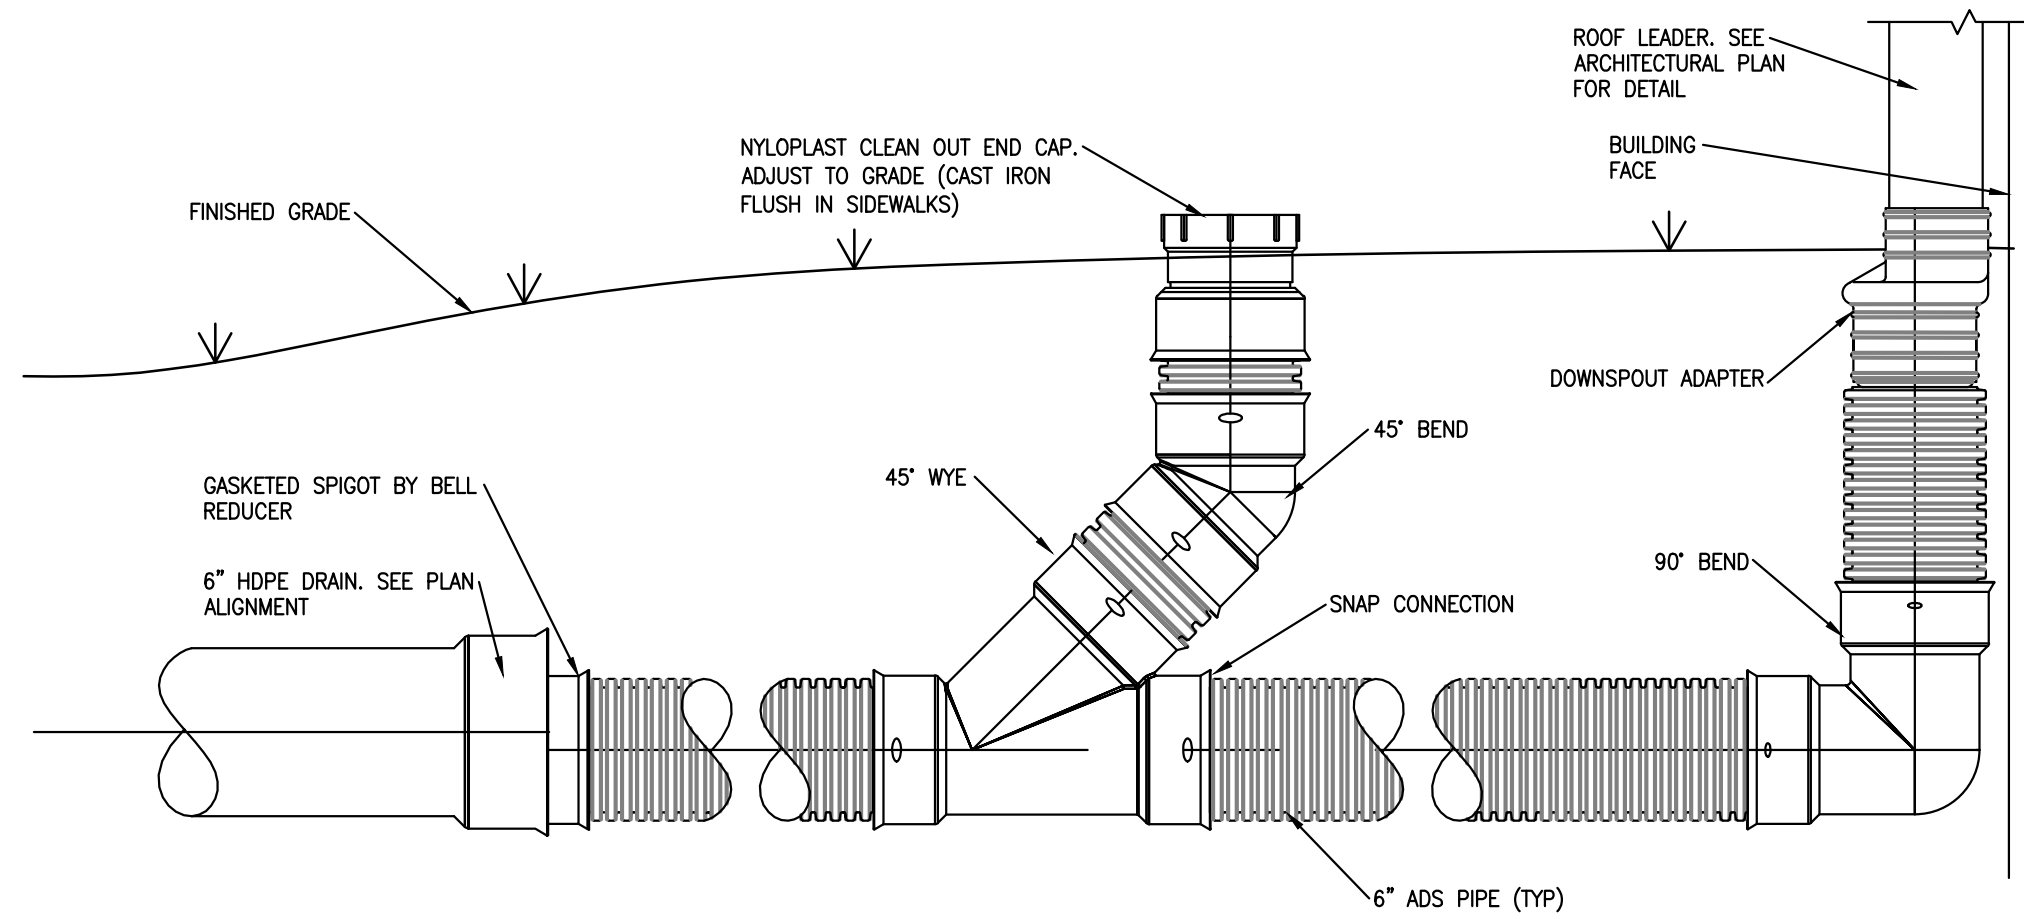 ROOF LEADER. SEE
ARCHITECTURAL PLAN
FOR DETAIL
NYLOPLAST CLEAN OUT END CAP.
ADJUST TO GRADE (CAST IRON
FLUSH IN SIDEWALKS)
BUILDING
FACE
FINISHED GRADE
DOWNSPOUT ADAPTER
45° BEND
45° WYE
GASKETED SPIGOT BY BELL
REDUCER
90° BEND
6" HDPE DRAIN. SEE PLAN
ALIGNMENT
SNAP CONNECTION
6" ADS PIPE (TYP)